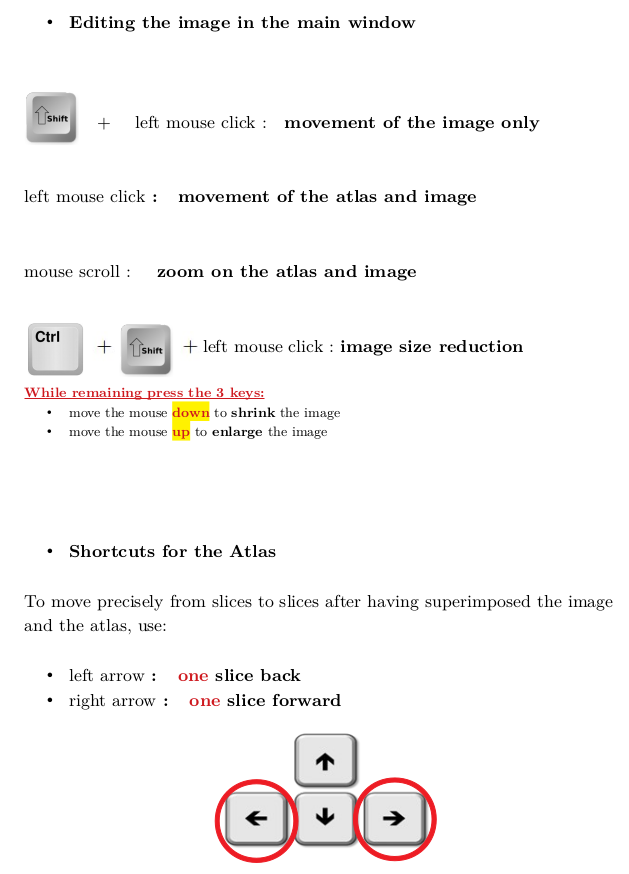 • Editing the image in the main window
Shift + left mouse click : movement of the image only
left mouse click : movement of the atlas and image
mouse scroll : zoom on the atlas and image
Ctrl + Shift + left mouse click : image size reduction
While remaining press the 3 keys:
• move the mouse down to shrink the image
• move the mouse up to enlarge the image
• Shortcuts for the Atlas
To move precisely from slices to slices after having superimposed the image
and the atlas, use:
• left arrow : one slice back
• right arrow : one slice forward